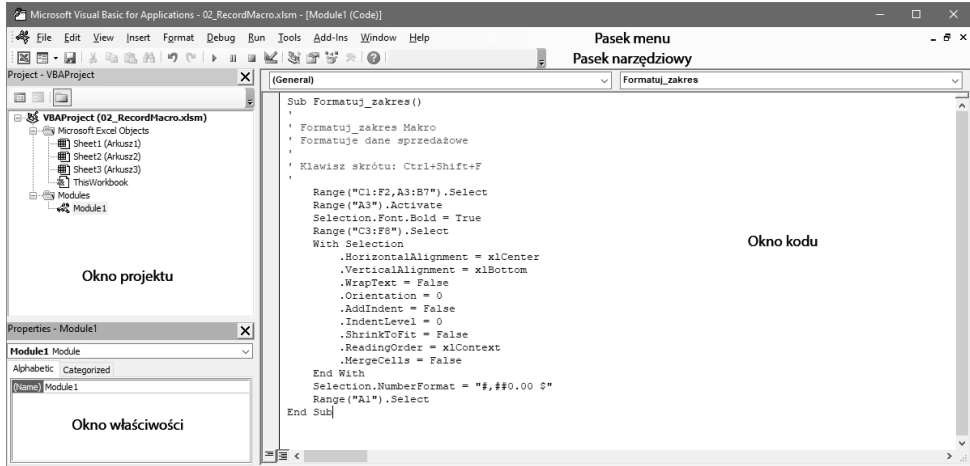 Microsoft Visual Basic for Applications - 02_RecordMacro.xlsm - [Module1 (Code)]
File Edit View Insert Format Debug Run Tools Add-Ins Window Help
Pasek menu
Pasek narzędziowy
Project - VBAProject
VBAProject (02_RecordMacro.xlsm)
Microsoft Excel Objects
Sheet1 (Arkusz1)
Sheet2 (Arkusz2)
Sheet3 (Arkusz3)
ThisWorkbook
Modules
Module1
Okno projektu
Properties - Module1
Module1 Module
Alphabetic Categorized
(Name) Module1
Okno właściwości
(General) Formatuj_zakres
Sub Formatuj_zakres()
'
' Formatuj_zakres Makro
' Formatuje dane sprzedażowe
'
' Klawisz skrótu: Ctrl+Shift+F
'
Range("C1:F2,A3:B7").Select
Range("A3").Activate
Selection.Font.Bold = True
Range("C3:F8").Select
With Selection
.HorizontalAlignment = xlCenter
.VerticalAlignment = xlBottom
.WrapText = False
.Orientation = 0
.AddIndent = False
.IndentLevel = 0
.ShrinkToFit = False
.ReadingOrder = xlContext
.MergeCells = False
End With
Selection.NumberFormat = "#,##0.00 $"
Range("A1").Select
End Sub
Okno kodu